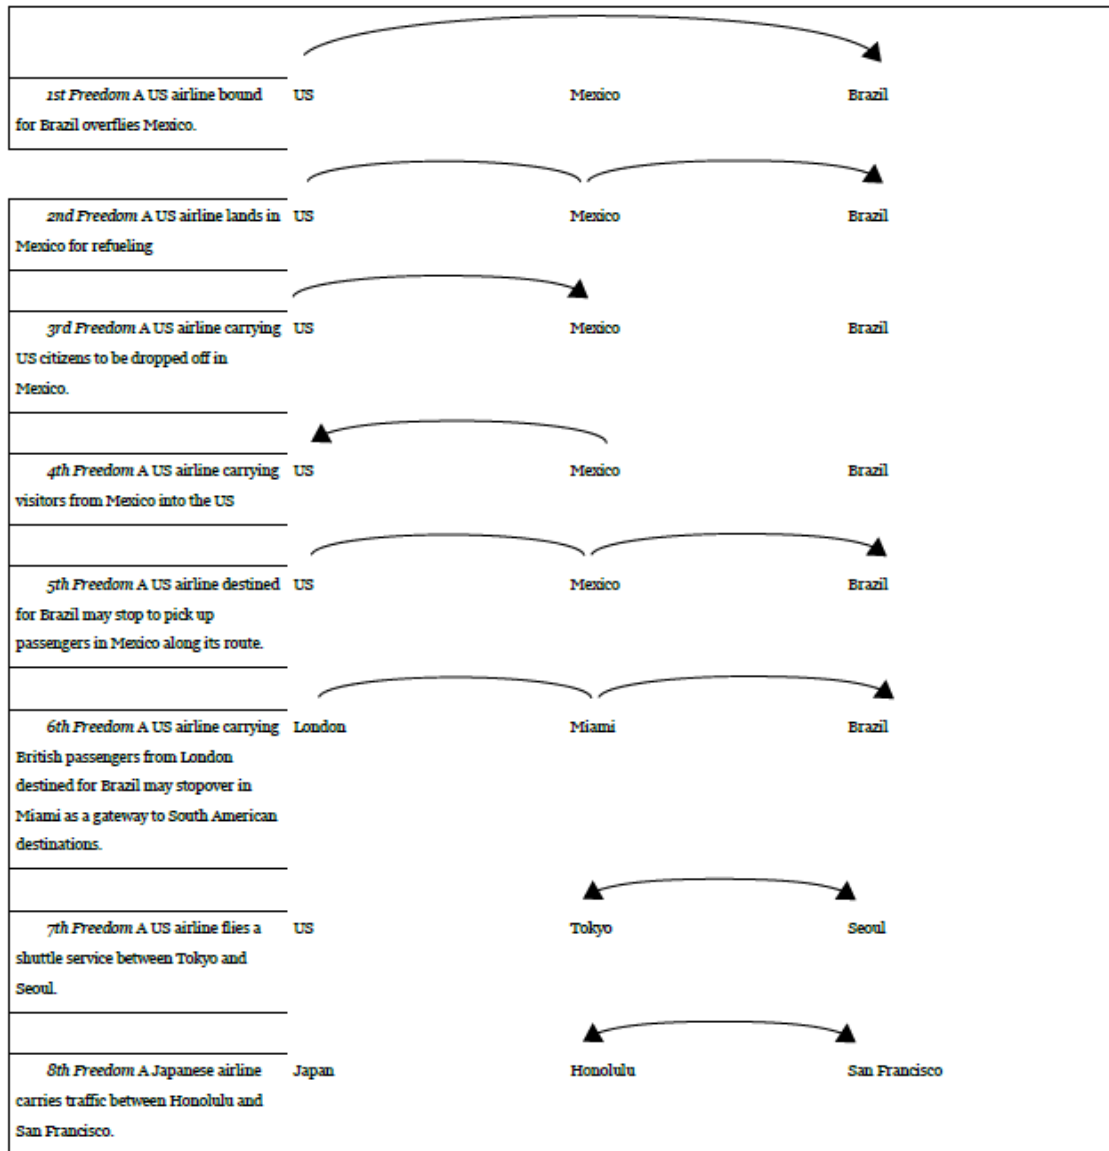 1st Freedom A US airline bound US Mexico Brazil
for Brazil overflies Mexico.
2nd Freedom A US airline lands in US Mexico Brazil
Mexico for refueling
3rd Freedom A US airline carrying US Mexico Brazil
US citizens to be dropped off in
Mexico.
4th Freedom A US airline carrying US Mexico Brazil
visitors from Mexico into the US
5th Freedom A US airline destined US Mexico Brazil
for Brazil may stop to pick up
passengers in Mexico along its route.
6th Freedom A US airline carrying London Miami Brazil
British passengers from London
destined for Brazil may stopover in
Miami as a gateway to South American
destinations.
7th Freedom A US airline flies a US Tokyo Seoul
shuttle service between Tokyo and
Seoul.
8th Freedom A Japanese airline Japan Honolulu San Francisco
carries traffic between Honolulu and
San Francisco.